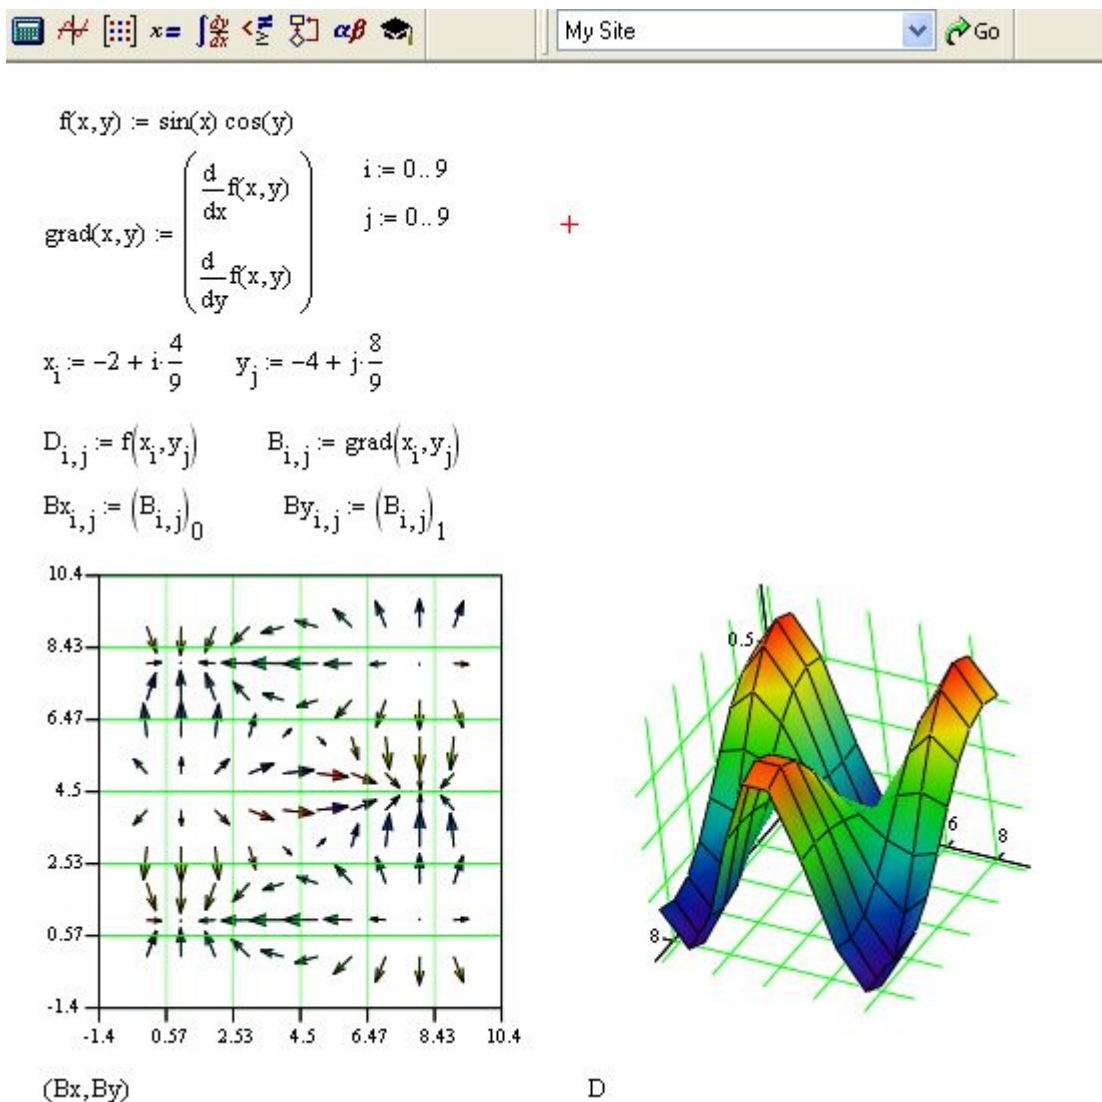 x= ∫dy/dx <≠≥ αβ My Site Go
f(x,y) := sin(x) cos(y)
grad(x,y) := ( d/dx f(x,y) i := 0.. 9
d/dy f(x,y) ) j := 0.. 9
x_i := -2 + i·4/9 y_j := -4 + j·8/9
D_i,j := f(x_i,y_j) B_i,j := grad(x_i,y_j)
Bx_i,j := (B_i,j)_0 By_i,j := (B_i,j)_1
10.4
8.43
6.47
4.5
2.53
0.57
-1.4
-1.4 0.57 2.53 4.5 6.47 8.43 10.4
(Bx,By)
0.5
6 8
8
D